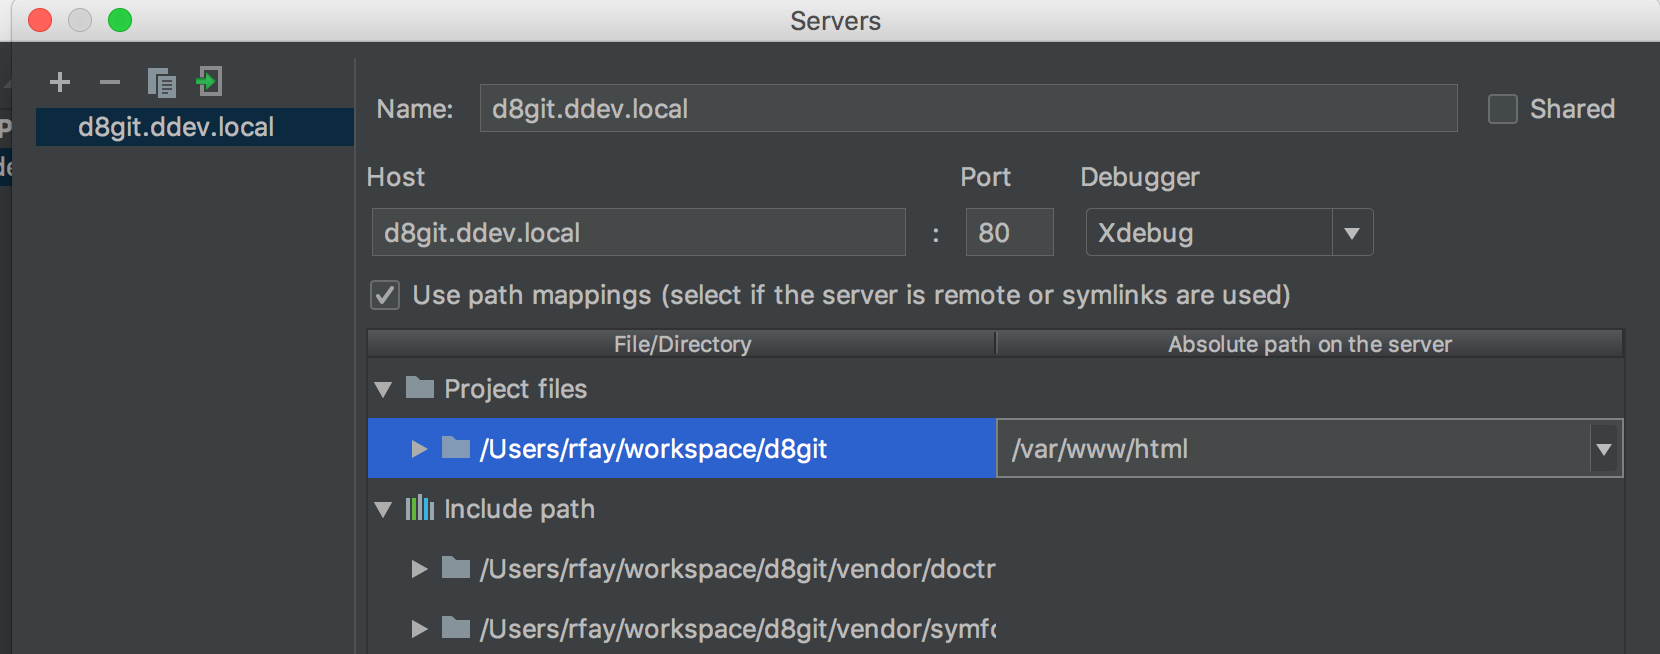 Servers
d8git.ddev.local
Name: d8git.ddev.local Shared
Host Port Debugger
d8git.ddev.local : 80 Xdebug
Use path mappings (select if the server is remote or symlinks are used)
File/Directory Absolute path on the server
Project files
/Users/rfay/workspace/d8git /var/www/html
Include path
/Users/rfay/workspace/d8git/vendor/doctr
/Users/rfay/workspace/d8git/vendor/symfo